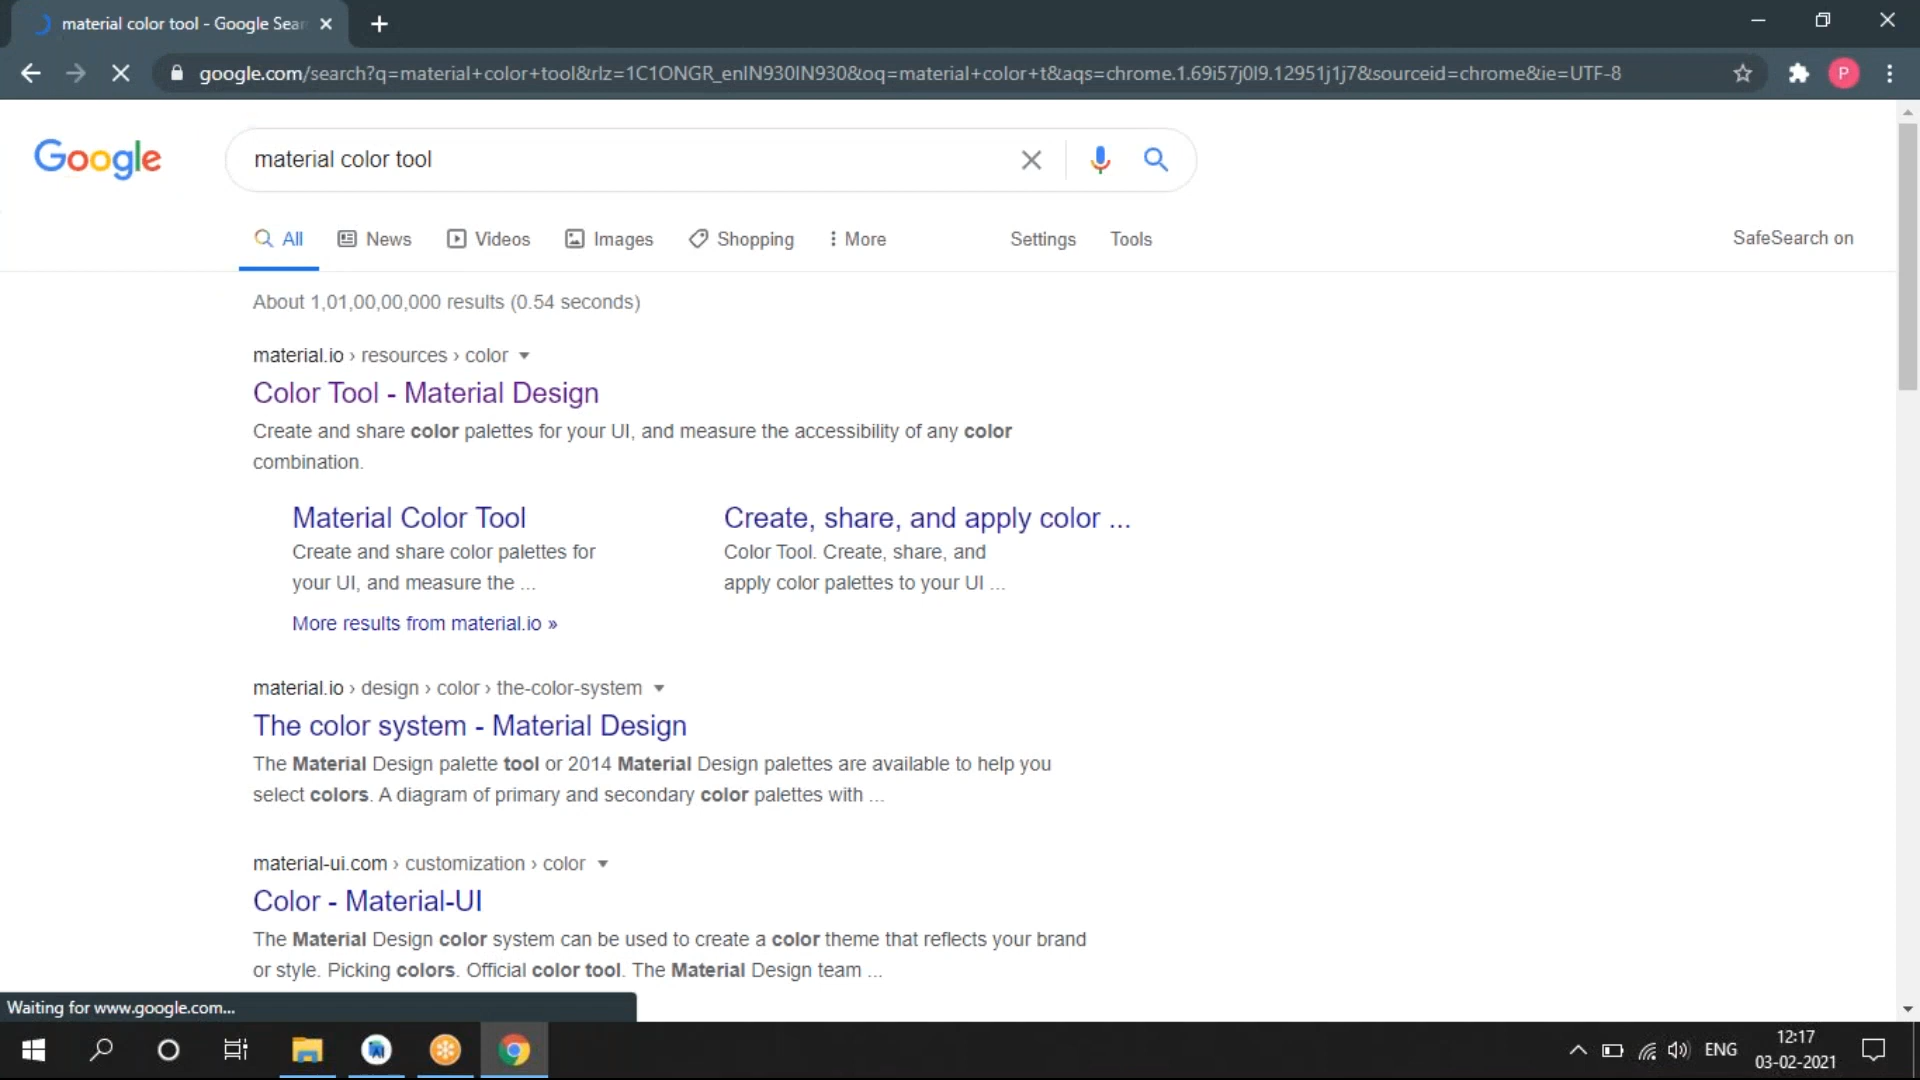 material color tool - Google Sear
google.com/search?q=material+color+tool&rlz=1C1ONGR_enIN930IN930&oq=material+color+t&aqs=chrome.1.69i57j0l9.12951j1j7&sourceid=chrome&ie=UTF-8
P
Google
material color tool
All News Videos Images Shopping More Settings Tools SafeSearch on
About 1,01,00,00,000 results (0.54 seconds)
material.io › resources › color
Color Tool - Material Design
Create and share color palettes for your UI, and measure the accessibility of any color
combination.
Material Color Tool
Create and share color palettes for
your UI, and measure the ...
Create, share, and apply color ...
Color Tool. Create, share, and
apply color palettes to your UI ...
More results from material.io »
material.io › design › color › the-color-system
The color system - Material Design
The Material Design palette tool or 2014 Material Design palettes are available to help you
select colors. A diagram of primary and secondary color palettes with ...
material-ui.com › customization › color
Color - Material-UI
The Material Design color system can be used to create a color theme that reflects your brand
or style. Picking colors. Official color tool. The Material Design team ...
Waiting for www.google.com...
ENG
12:17
03-02-2021